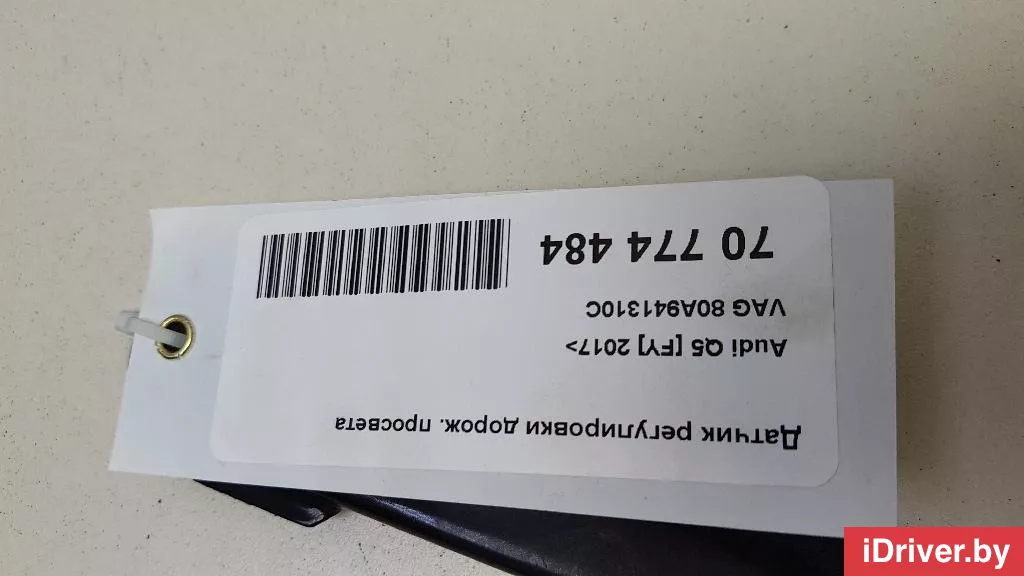 Датчик регулировки дорож. просвета
Audi Q5 [FY] 2017>
VAG 80A941310C
70 774 484
iDriver.by